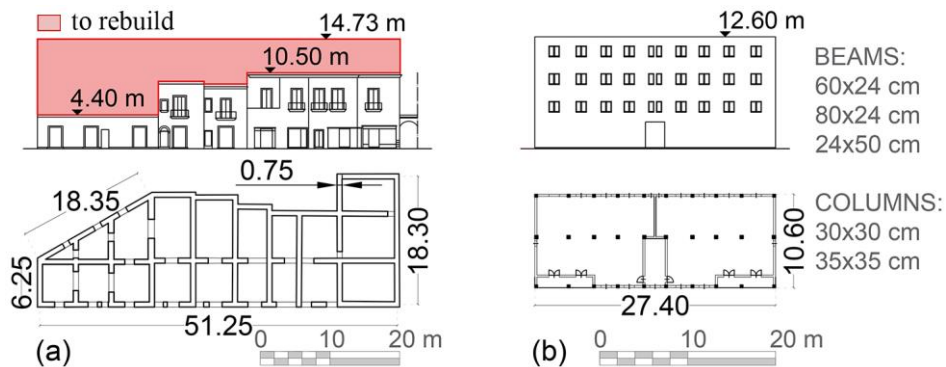 to rebuild
14.73 m
10.50 m
4.40 m
0.75
18.35
18.30
6.25
51.25
(a)
0 10 20 m
12.60 m
BEAMS:
60x24 cm
80x24 cm
24x50 cm
COLUMNS:
30x30 cm
35x35 cm
10.60
27.40
(b)
0 10 20 m